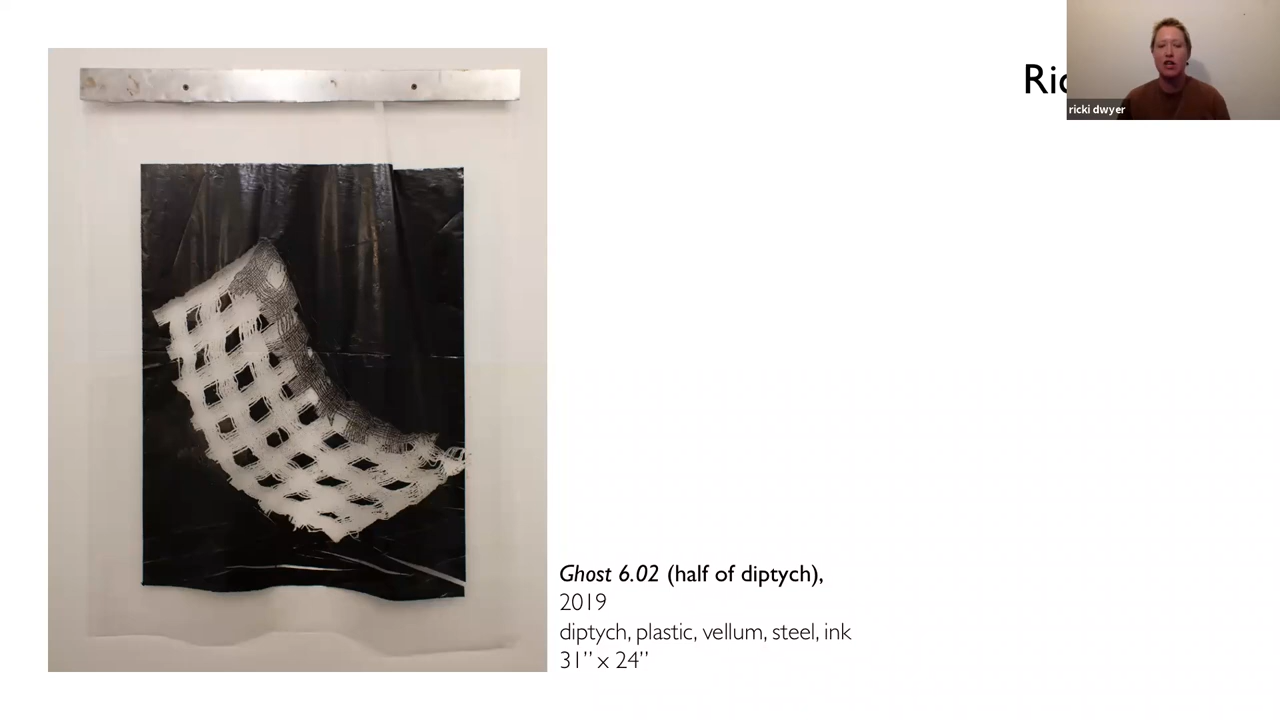 Ric
ricki dwyer
Ghost 6.02 (half of diptych),
2019
diptych, plastic, vellum, steel, ink
31” x 24”